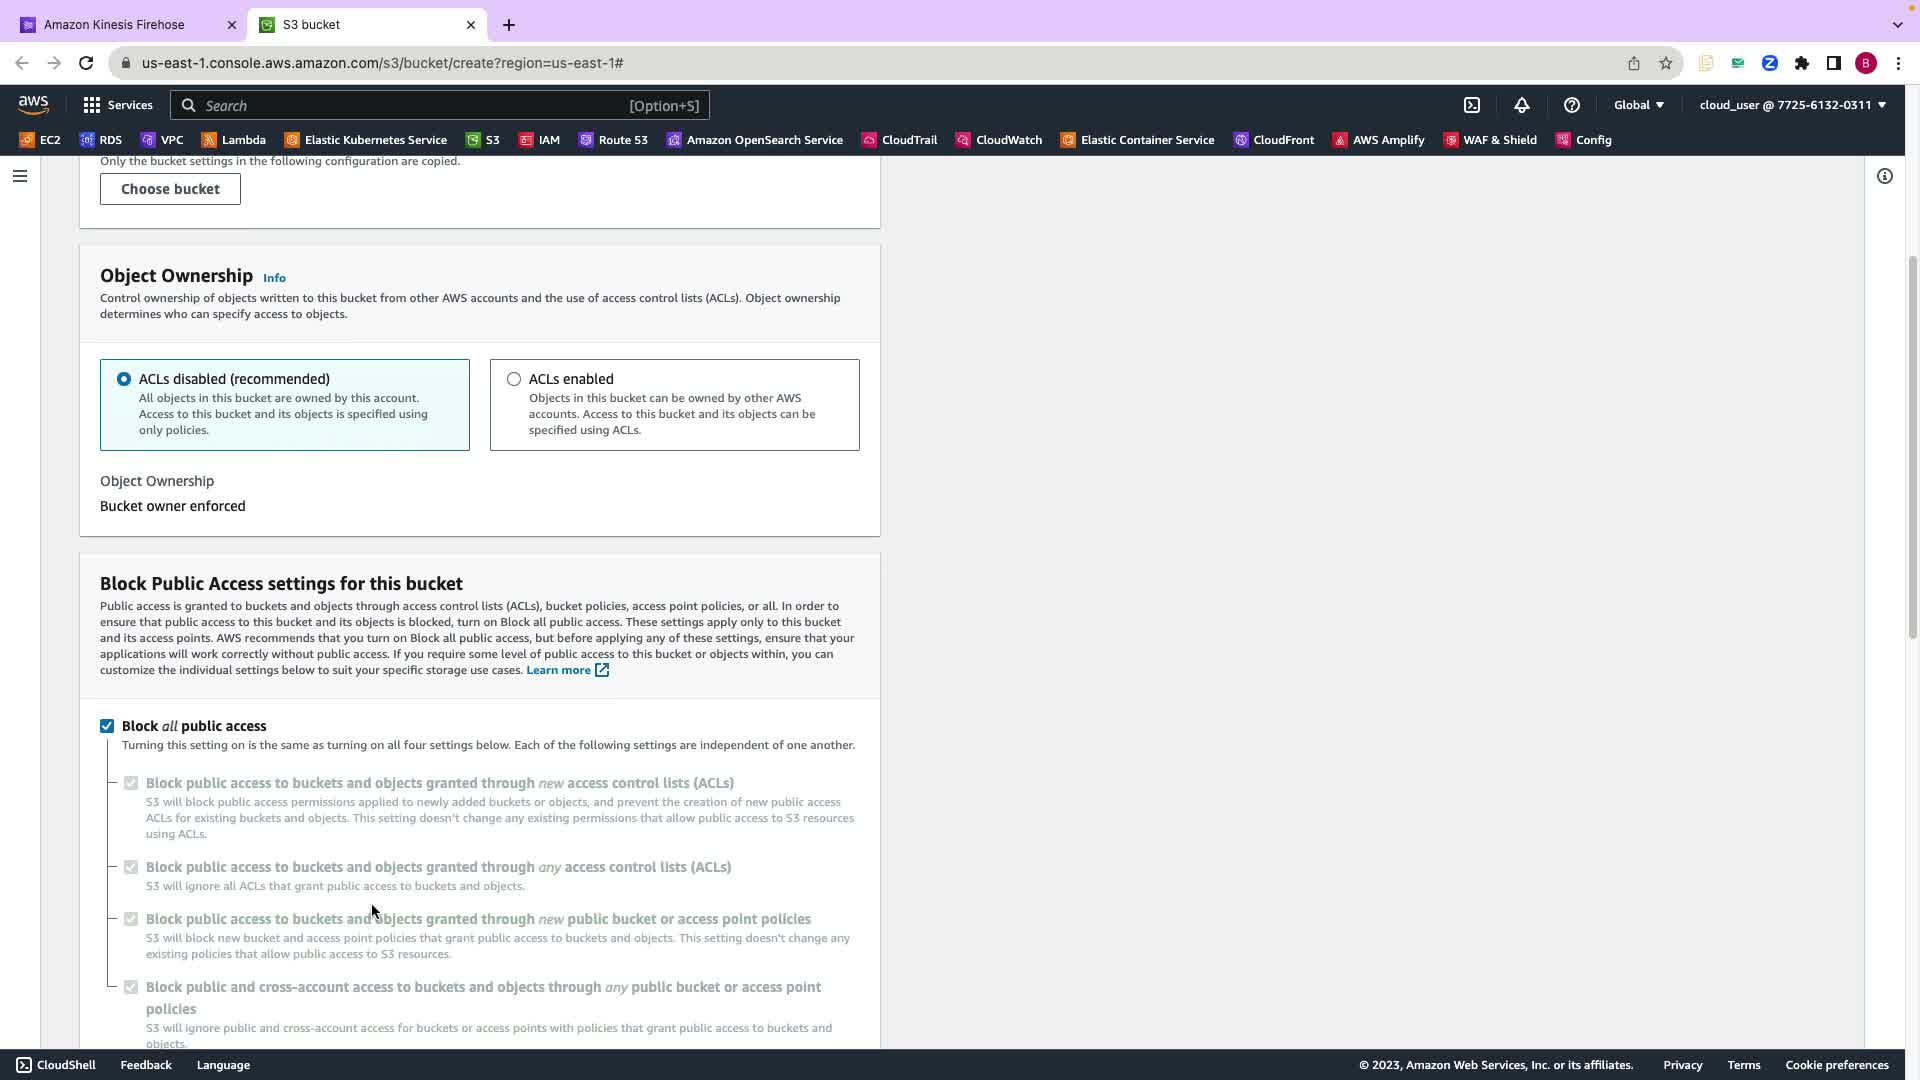 Amazon Kinesis Firehose
S3 bucket
us-east-1.console.aws.amazon.com/s3/bucket/create?region=us-east-1#
B
aws
Services
Search
[Option+S]
Global
cloud_user @ 7725-6132-0311
EC2
RDS
VPC
Lambda
Elastic Kubernetes Service
S3
IAM
Route 53
Amazon OpenSearch Service
CloudTrail
CloudWatch
Elastic Container Service
CloudFront
AWS Amplify
WAF & Shield
Config
Only the bucket settings in the following configuration are copied.
Choose bucket
Object Ownership Info
Control ownership of objects written to this bucket from other AWS accounts and the use of access control lists (ACLs). Object ownership
determines who can specify access to objects.
ACLs disabled (recommended)
All objects in this bucket are owned by this account.
Access to this bucket and its objects is specified using
only policies.
ACLs enabled
Objects in this bucket can be owned by other AWS
accounts. Access to this bucket and its objects can be
specified using ACLs.
Object Ownership
Bucket owner enforced
Block Public Access settings for this bucket
Public access is granted to buckets and objects through access control lists (ACLs), bucket policies, access point policies, or all. In order to
ensure that public access to this bucket and its objects is blocked, turn on Block all public access. These settings apply only to this bucket
and its access points. AWS recommends that you turn on Block all public access, but before applying any of these settings, ensure that your
applications will work correctly without public access. If you require some level of public access to this bucket or objects within, you can
customize the individual settings below to suit your specific storage use cases. Learn more
Block all public access
Turning this setting on is the same as turning on all four settings below. Each of the following settings are independent of one another.
Block public access to buckets and objects granted through new access control lists (ACLs)
S3 will block public access permissions applied to newly added buckets or objects, and prevent the creation of new public access
ACLs for existing buckets and objects. This setting doesn't change any existing permissions that allow public access to S3 resources
using ACLs.
Block public access to buckets and objects granted through any access control lists (ACLs)
S3 will ignore all ACLs that grant public access to buckets and objects.
Block public access to buckets and objects granted through new public bucket or access point policies
S3 will block new bucket and access point policies that grant public access to buckets and objects. This setting doesn't change any
existing policies that allow public access to S3 resources.
Block public and cross-account access to buckets and objects through any public bucket or access point
policies
S3 will ignore public and cross-account access for buckets or access points with policies that grant public access to buckets and
objects.
CloudShell
Feedback
Language
© 2023, Amazon Web Services, Inc. or its affiliates.
Privacy
Terms
Cookie preferences